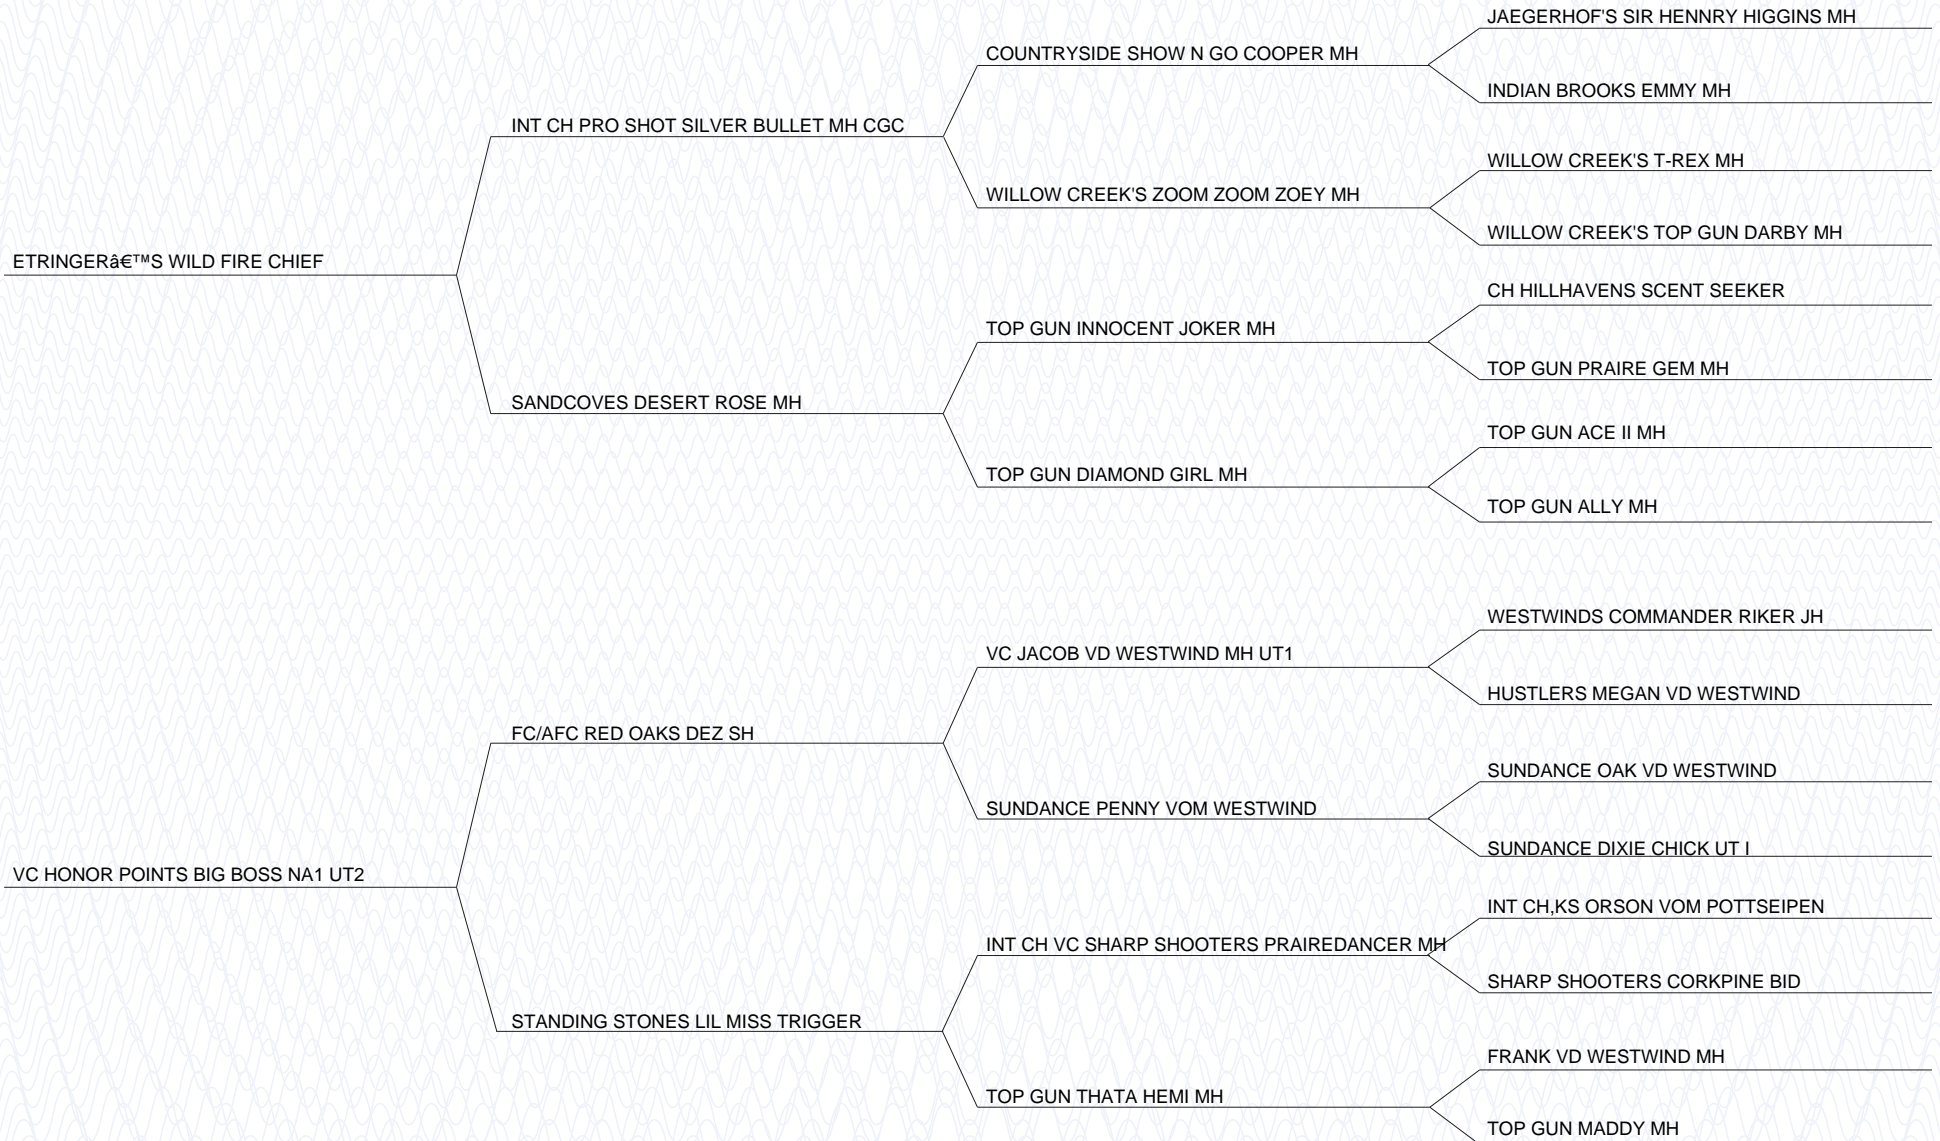 JAEGERHOF'S SIR HENNRY HIGGINS MH
COUNTRYSIDE SHOW N GO COOPER MH
INDIAN BROOKS EMMY MH
INT CH PRO SHOT SILVER BULLET MH CGC
WILLOW CREEK'S T-REX MH
WILLOW CREEK'S ZOOM ZOOM ZOEY MH
WILLOW CREEK'S TOP GUN DARBY MH
ETRINGER’S WILD FIRE CHIEF
CH HILLHAVENS SCENT SEEKER
TOP GUN INNOCENT JOKER MH
TOP GUN PRAIRE GEM MH
SANDCOVES DESERT ROSE MH
TOP GUN ACE II MH
TOP GUN DIAMOND GIRL MH
TOP GUN ALLY MH
WESTWINDS COMMANDER RIKER JH
VC JACOB VD WESTWIND MH UT1
HUSTLERS MEGAN VD WESTWIND
FC/AFC RED OAKS DEZ SH
SUNDANCE OAK VD WESTWIND
SUNDANCE PENNY VOM WESTWIND
SUNDANCE DIXIE CHICK UT I
VC HONOR POINTS BIG BOSS NA1 UT2
INT CH,KS ORSON VOM POTTSEIPEN
INT CH VC SHARP SHOOTERS PRAIREDANCER MH
SHARP SHOOTERS CORKPINE BID
STANDING STONES LIL MISS TRIGGER
FRANK VD WESTWIND MH
TOP GUN THATA HEMI MH
TOP GUN MADDY MH